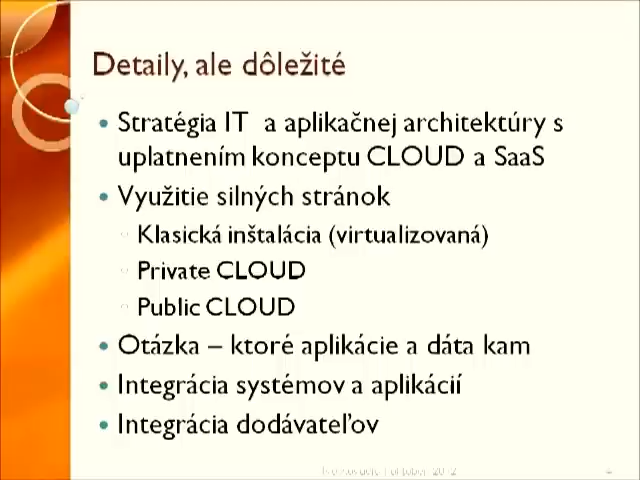 Detaily, ale dôležité
Stratégia IT a aplikačnej architektúry s
uplatnením konceptu CLOUD a SaaS
Využitie silných stránok
Klasická inštalácia (virtualizovaná)
Private CLOUD
Public CLOUD
Otázka – ktoré aplikácie a dáta kam
Integrácia systémov a aplikácií
Integrácia dodávateľov
2012